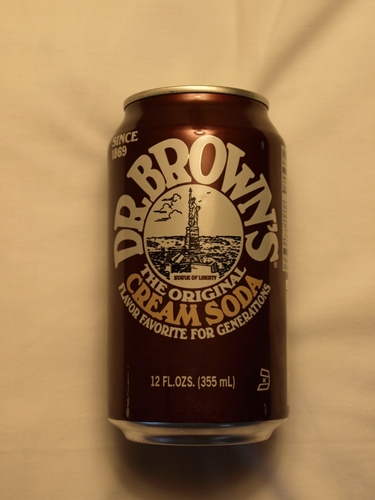 SINCE
1869
DR. BROWN'S
STATUE OF LIBERTY
THE ORIGINAL
CREAM SODA
FLAVOR FAVORITE FOR GENERATIONS
12 FL.OZS. (355 mL)